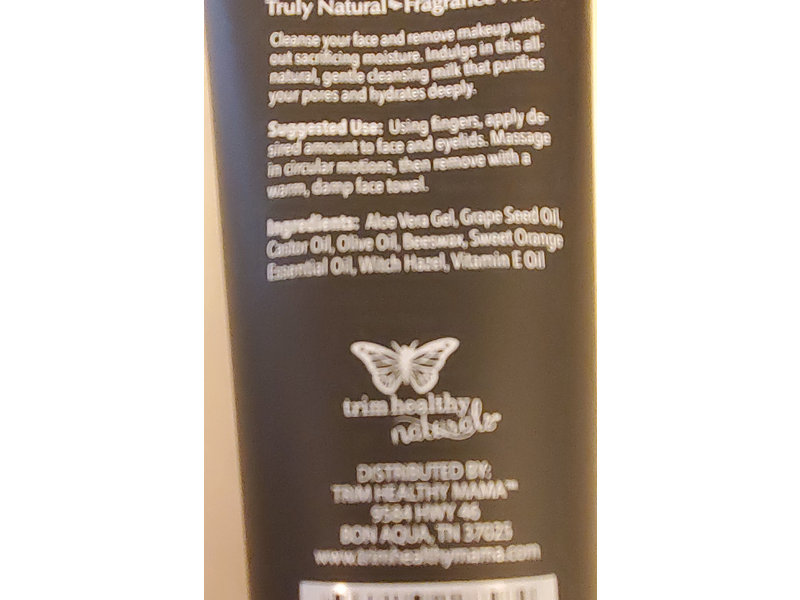 Truly Natural ~ Fragrance
Cleanse your face and remove makeup with-
out sacrificing moisture. Indulge in this all-
natural, gentle cleansing milk that purifies
your pores and hydrates deeply.
Suggested Use: Using fingers, apply de-
sired amount to face and eyelids. Massage
in circular motions, then remove with a
warm, damp face towel.
Ingredients: Aloe Vera Gel, Grape Seed Oil,
Castor Oil, Olive Oil, Beeswax, Sweet Orange
Essential Oil, Witch Hazel, Vitamin E Oil
trim healthy
naturals
DISTRIBUTED BY:
TRIM HEALTHY MAMA™
HWY 46
BON AQUA, TN 37025
www.trimhealthymama.com